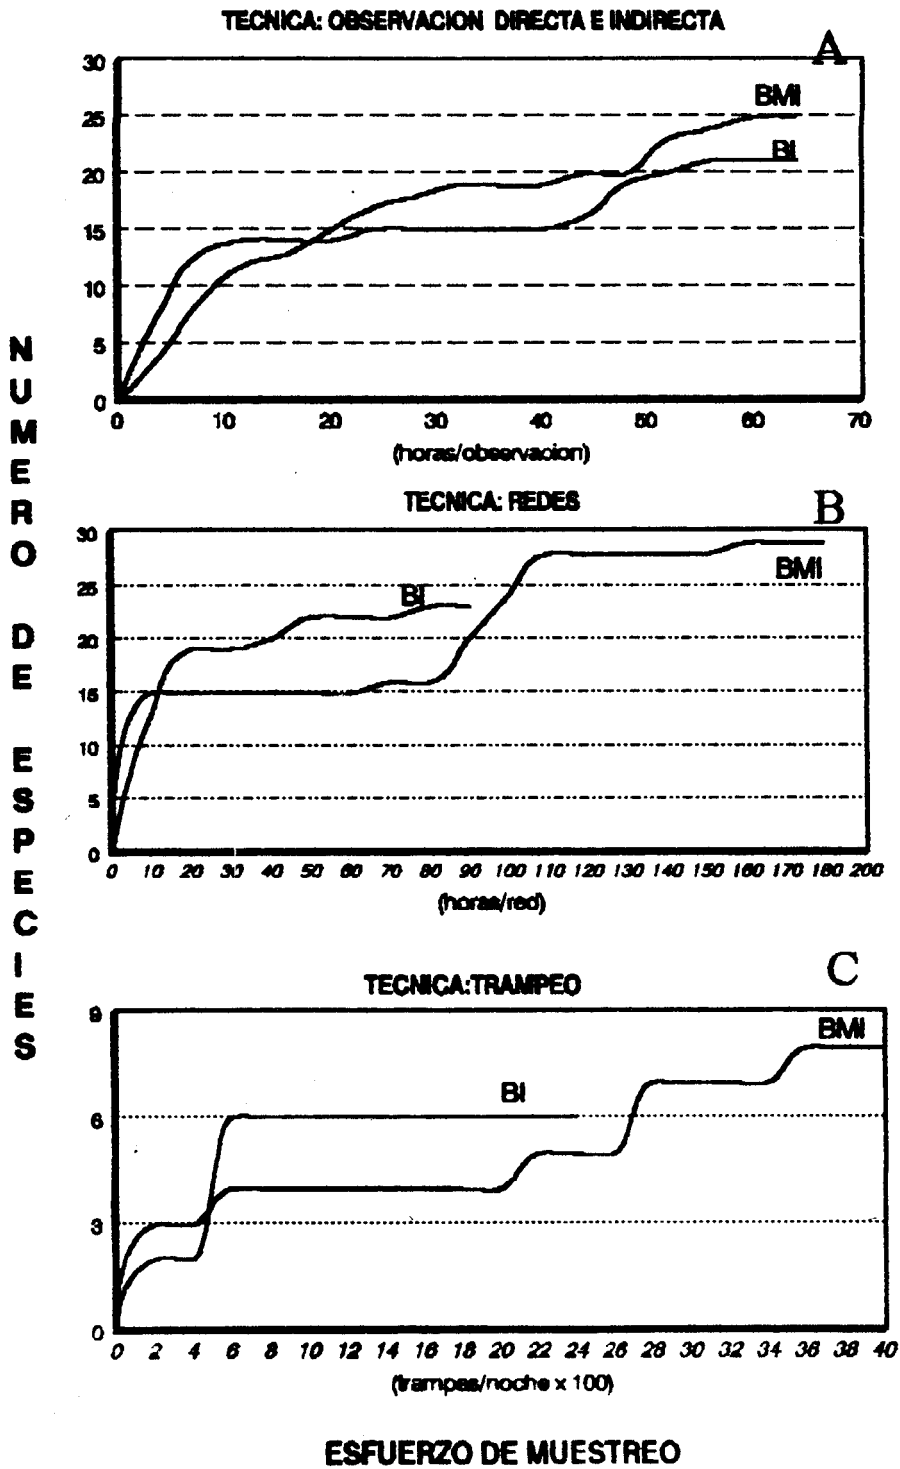 TECNICA: OBSERVACION DIRECTA E INDIRECTA
A
30
25
20
15
10
5
0
BMI
BI
0 10 20 30 40 50 60 70
(horas/observacion)
NUMERO DE ESPECIES
TECNICA: REDES
B
30
25
20
15
10
5
0
BI
BMI
0 10 20 30 40 50 60 70 80 90 100 110 120 130 140 150 160 170 180 200
(horas/red)
TECNICA:TRAMPEO
C
9
6
3
0
BMI
BI
0 2 4 6 8 10 12 14 16 18 20 22 24 26 28 30 32 34 36 38 40
(trampas/noche x 100)
ESFUERZO DE MUESTREO